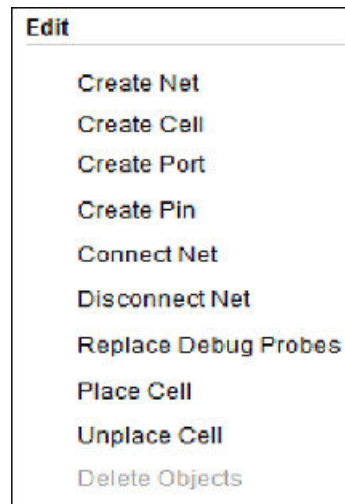 Edit
Create Net
Create Cell
Create Port
Create Pin
Connect Net
Disconnect Net
Replace Debug Probes
Place Cell
Unplace Cell
Delete Objects